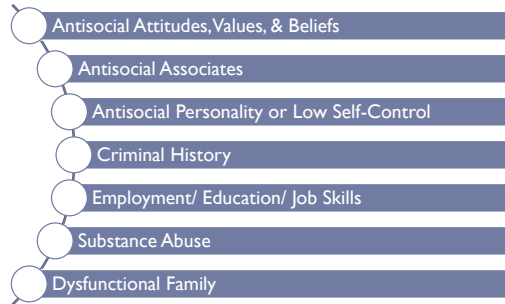 Antisocial Attitudes, Values, & Beliefs
Antisocial Associates
Antisocial Personality or Low Self-Control
Criminal History
Employment/ Education/ Job Skills
Substance Abuse
Dysfunctional Family